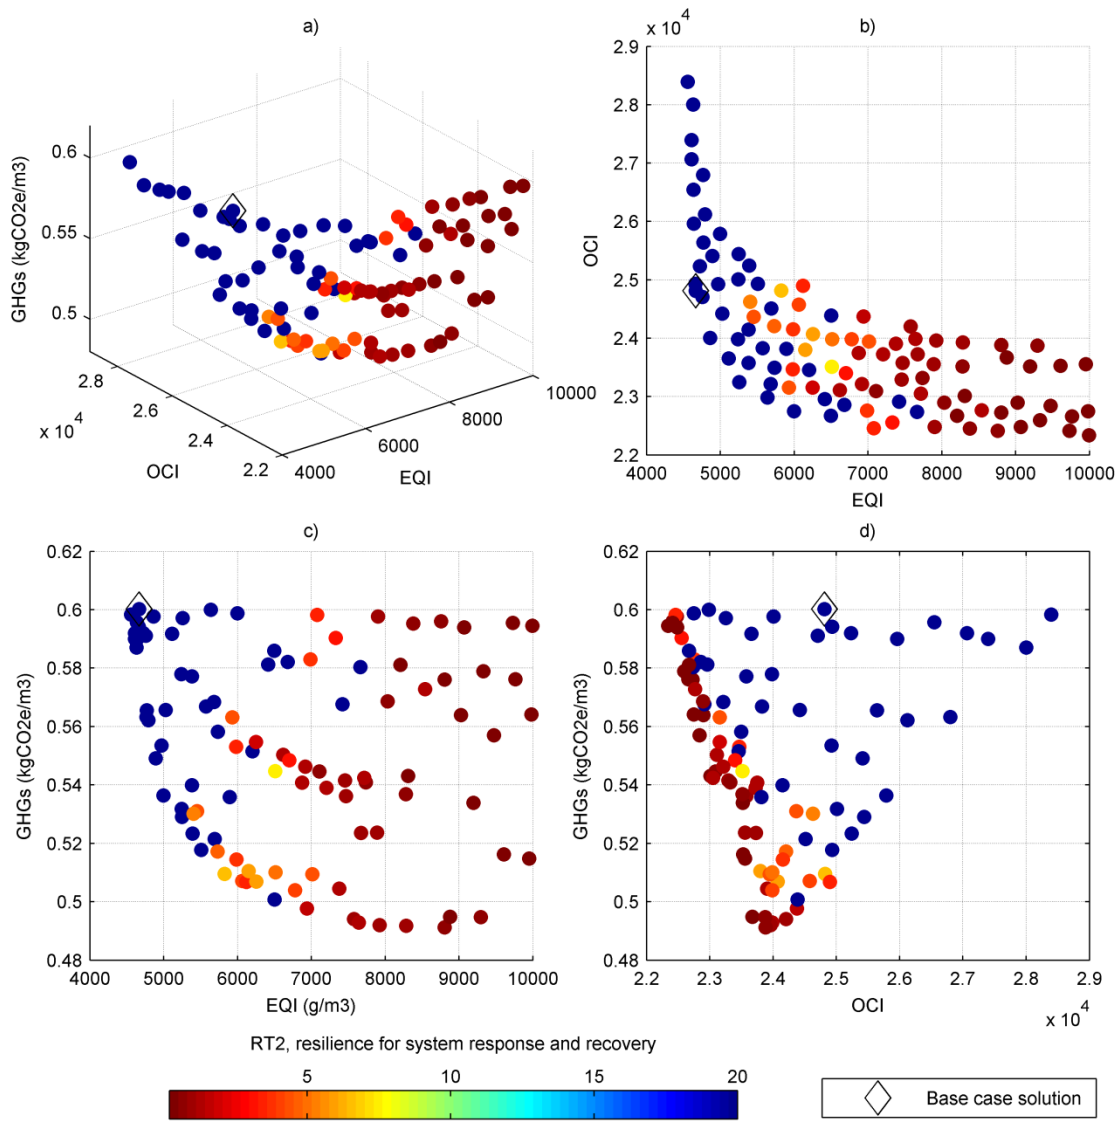 a)
GHGs (kgCO2e/m3)
0.6
0.55
0.5
2.8
2.6
2.4
2.2
x 10^4
OCI
4000
6000
8000
10000
EQI
b)
x 10^4
OCI
2.9
2.8
2.7
2.6
2.5
2.4
2.3
2.2
4000 5000 6000 7000 8000 9000 10000
EQI
c)
GHGs (kgCO2e/m3)
0.62
0.6
0.58
0.56
0.54
0.52
0.5
0.48
4000 5000 6000 7000 8000 9000 10000
EQI (g/m3)
d)
GHGs (kgCO2e/m3)
0.62
0.6
0.58
0.56
0.54
0.52
0.5
0.48
2.2 2.3 2.4 2.5 2.6 2.7 2.8 2.9
OCI
x 10^4
RT2, resilience for system response and recovery
5 10 15 20
Base case solution